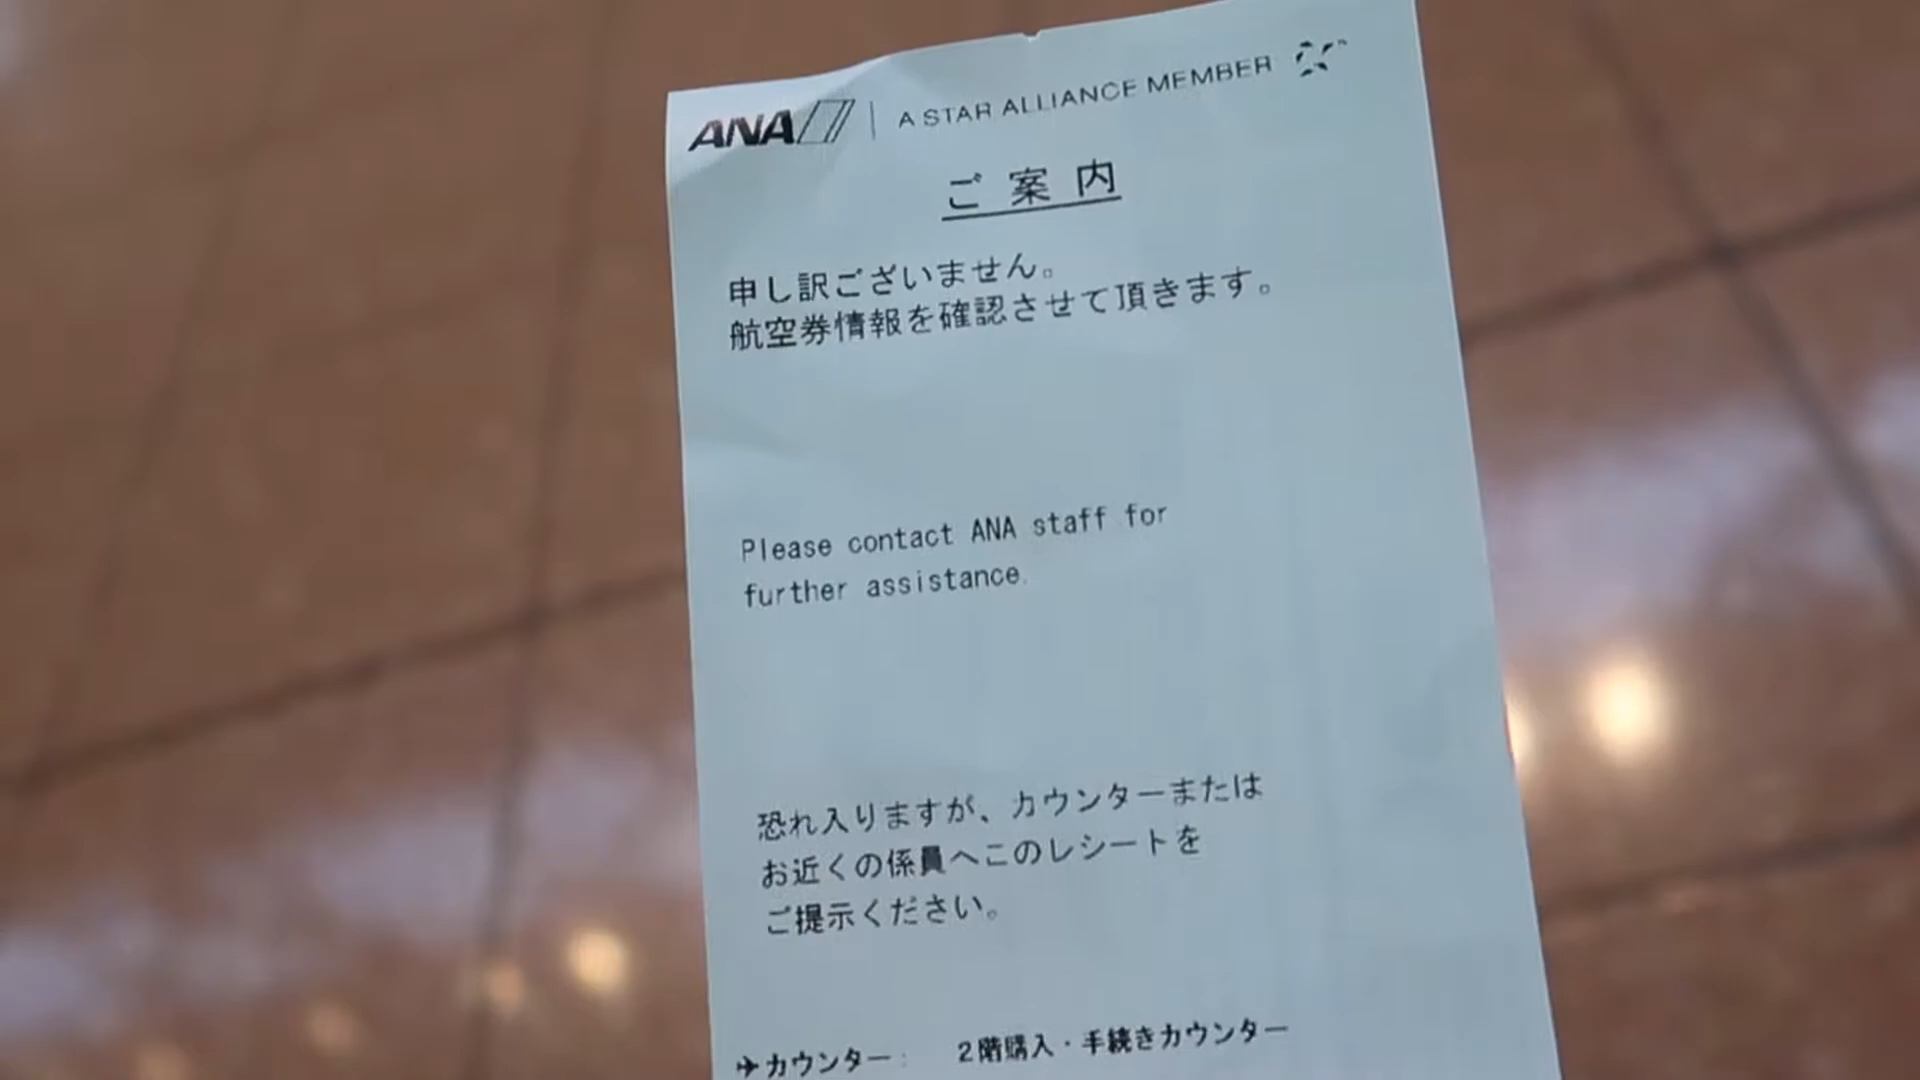 ANA A STAR ALLIANCE MEMBER
ご案内
申し訳ございません。
航空券情報を確認させて頂きます。
Please contact ANA staff for
further assistance.
恐れ入りますが、カウンターまたは
お近くの係員へこのレシートを
ご提示ください。
✈カウンター: 2階購入・手続きカウンター